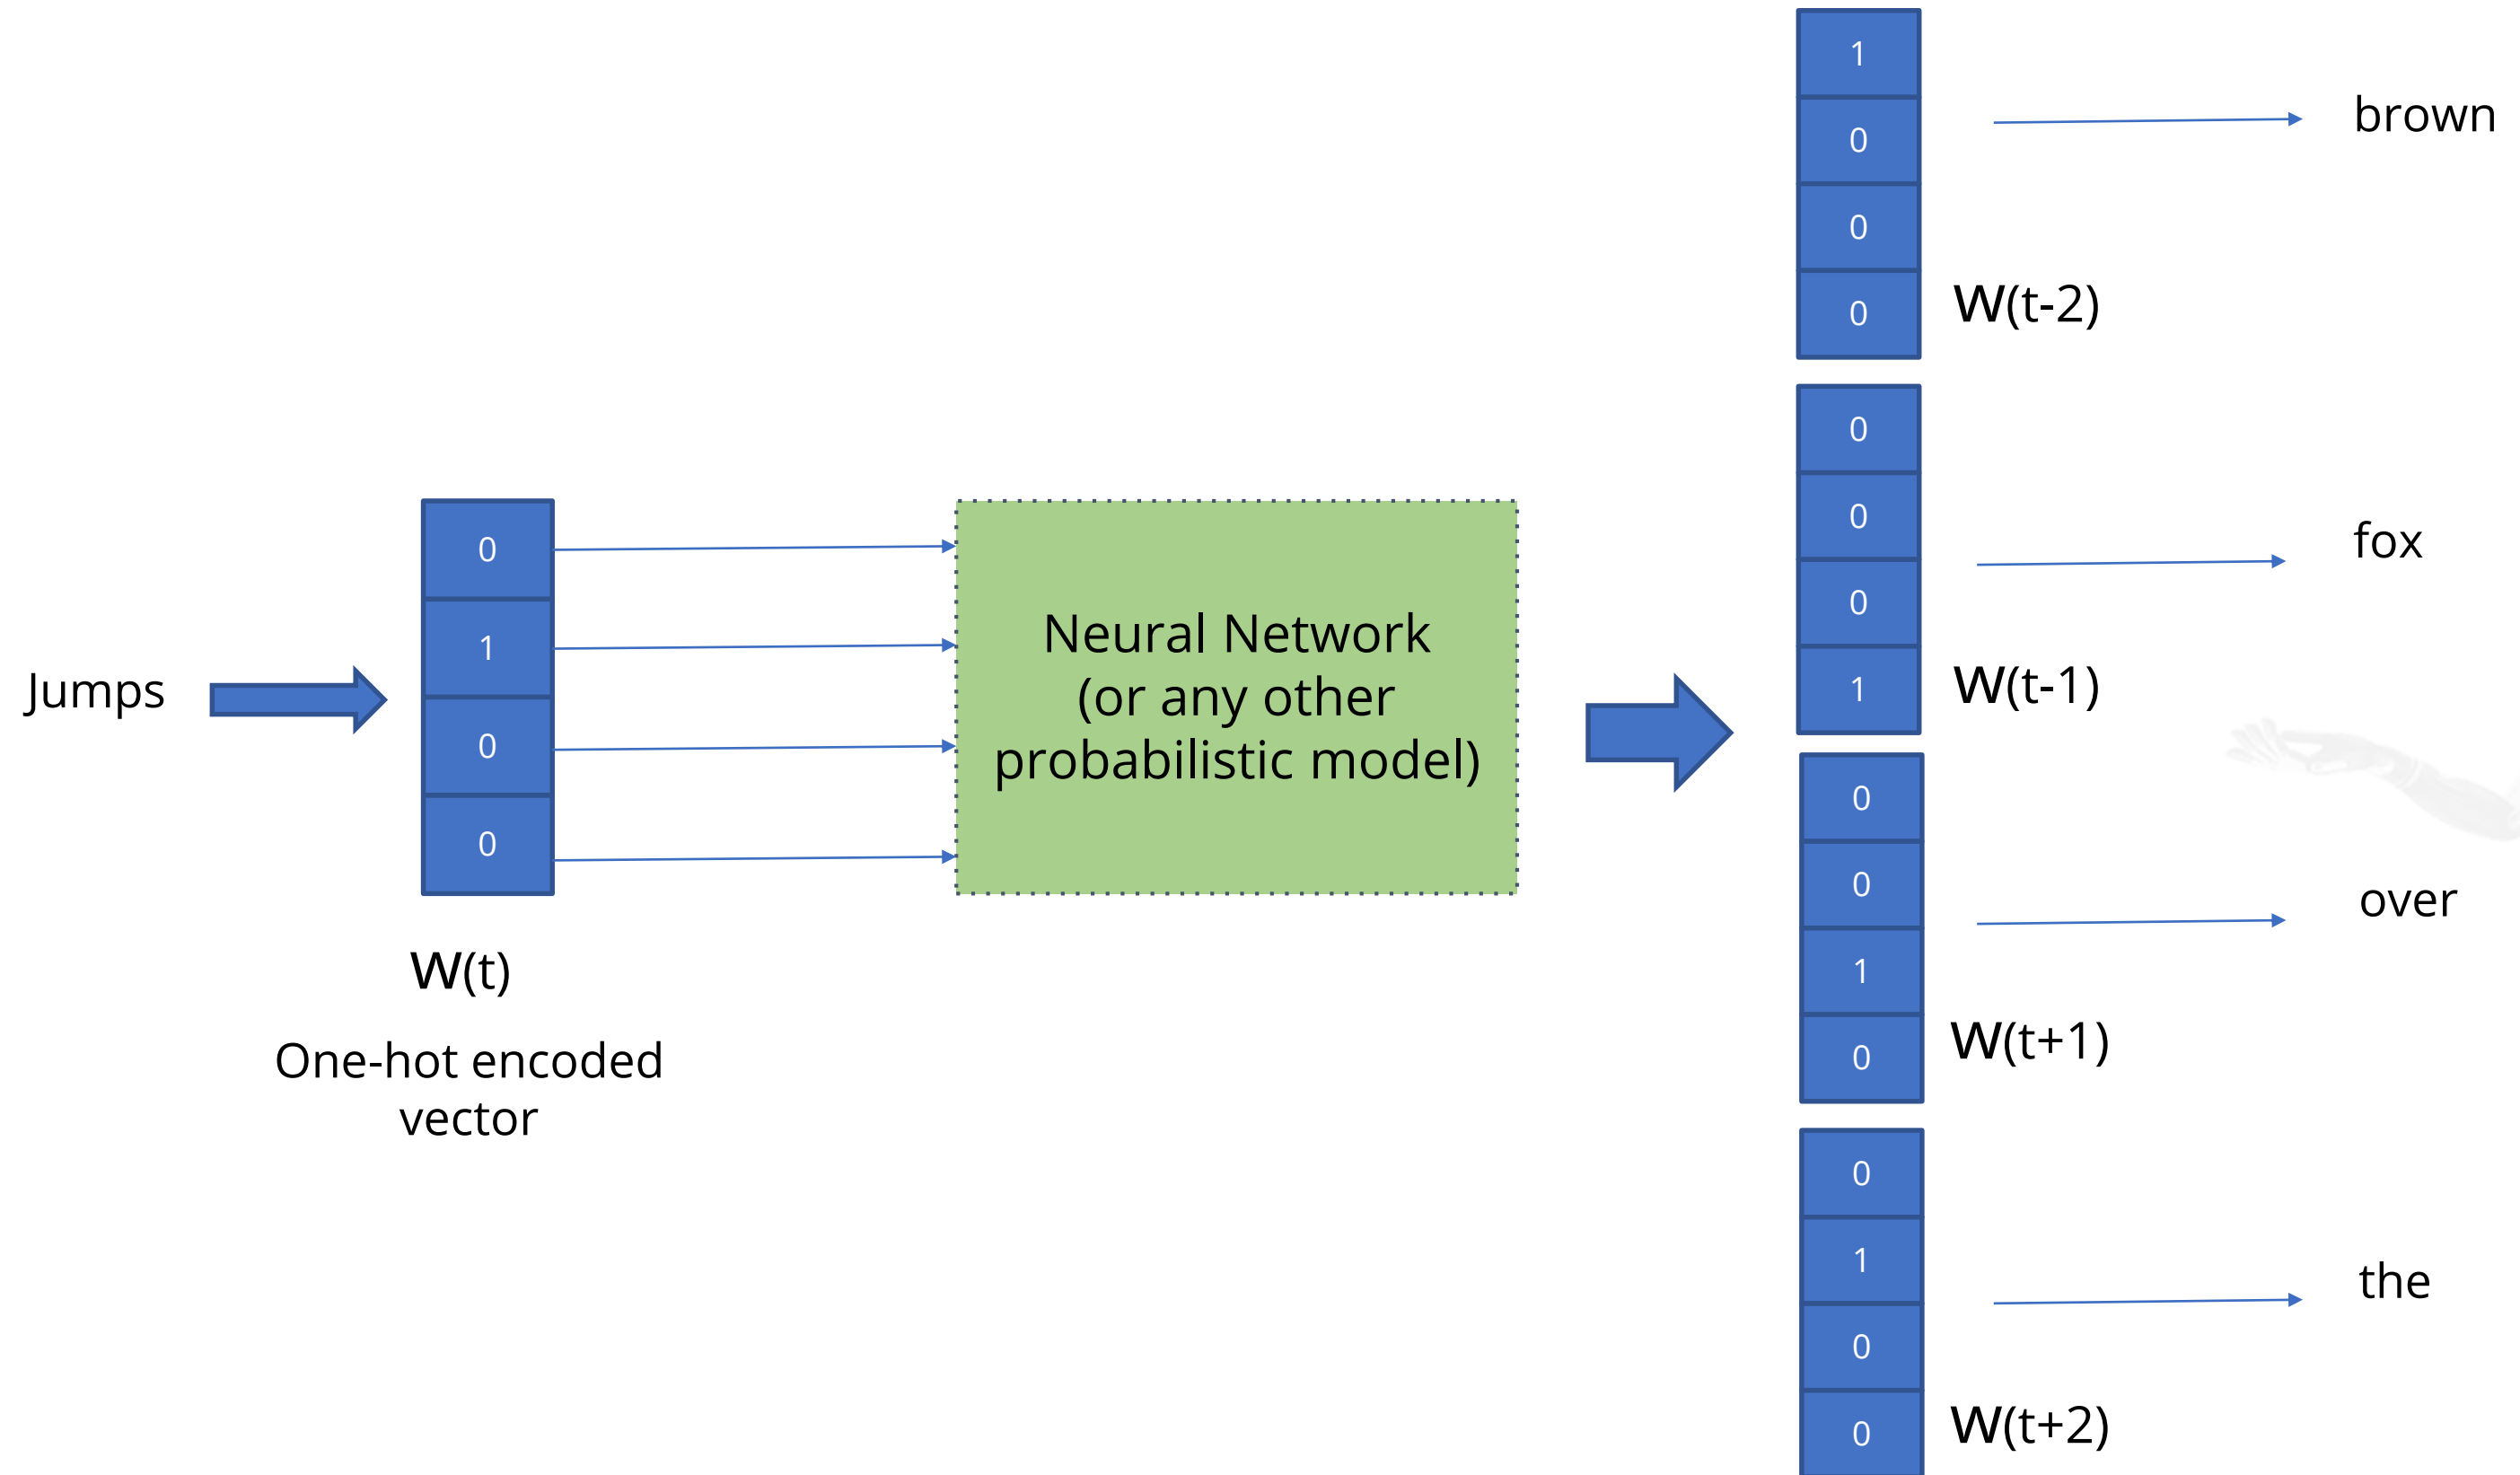 Jumps
0
1
0
0
W(t)
One-hot encoded
vector
Neural Network
(or any other
probabilistic model)
1
0
0
0
W(t-2)
brown
0
0
0
1
W(t-1)
fox
0
0
1
0
W(t+1)
over
0
1
0
0
W(t+2)
the